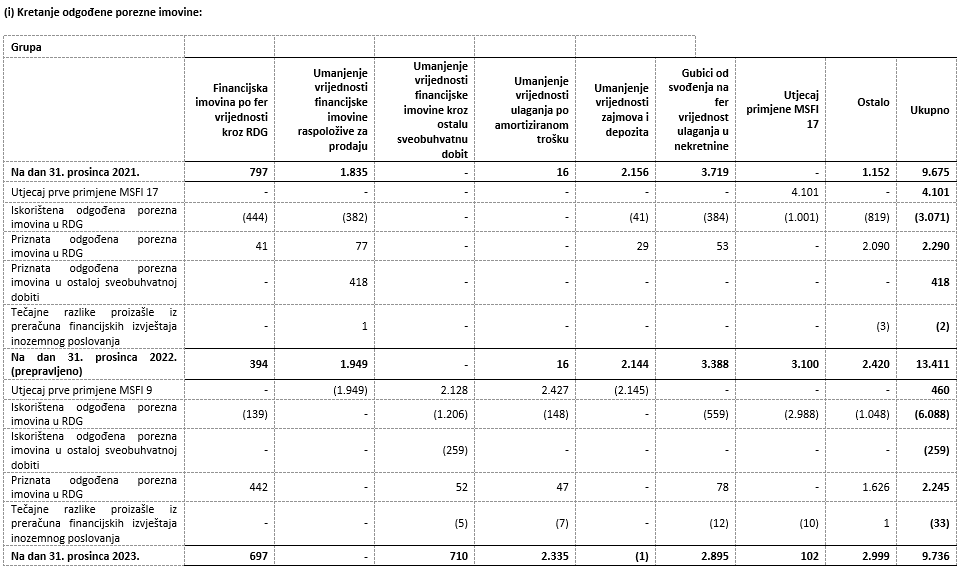 (i) Kretanje odgođene porezne imovine:
Grupa
Financijska imovina po fer vrijednosti kroz RDG | Umanjenje vrijednosti financijske imovine raspoložive za prodaju | Umanjenje vrijednosti financijske imovine kroz ostalu sveobuhvatnu dobit | Umanjenje vrijednosti ulaganja po amortiziranom trošku | Umanjenje vrijednosti zajmova i depozita | Gubici od svođenja na fer vrijednost ulaganja u nekretnine | Utjecaj primjene MSFI 17 | Ostalo | Ukupno
Na dan 31. prosinca 2021. 797 1.835 - 16 2.156 3.719 - 1.152 9.675
Utjecaj prve primjene MSFI 17 - - - - - - 4.101 - 4.101
Iskorištena odgođena porezna imovina u RDG (444) (382) - - (41) (384) (1.001) (819) (3.071)
Priznata odgođena porezna imovina u RDG 41 77 - - 29 53 - 2.090 2.290
Priznata odgođena porezna imovina u ostaloj sveobuhvatnoj dobiti - 418 - - - - - - 418
Tečajne razlike proizašle iz preračuna financijskih izvještaja inozemnog poslovanja - 1 - - - - - (3) (2)
Na dan 31. prosinca 2022. (prepravljeno) 394 1.949 - 16 2.144 3.388 3.100 2.420 13.411
Utjecaj prve primjene MSFI 9 - (1.949) 2.128 2.427 (2.145) - - - 460
Iskorištena odgođena porezna imovina u RDG (139) - (1.206) (148) - (559) (2.988) (1.048) (6.088)
Iskorištena odgođena porezna imovina u ostaloj sveobuhvatnoj dobiti - - (259) - - - - - (259)
Priznata odgođena porezna imovina u RDG 442 - 52 47 - 78 - 1.626 2.245
Tečajne razlike proizašle iz preračuna financijskih izvještaja inozemnog poslovanja - - (5) (7) - (12) (10) 1 (33)
Na dan 31. prosinca 2023. 697 - 710 2.335 (1) 2.895 102 2.999 9.736